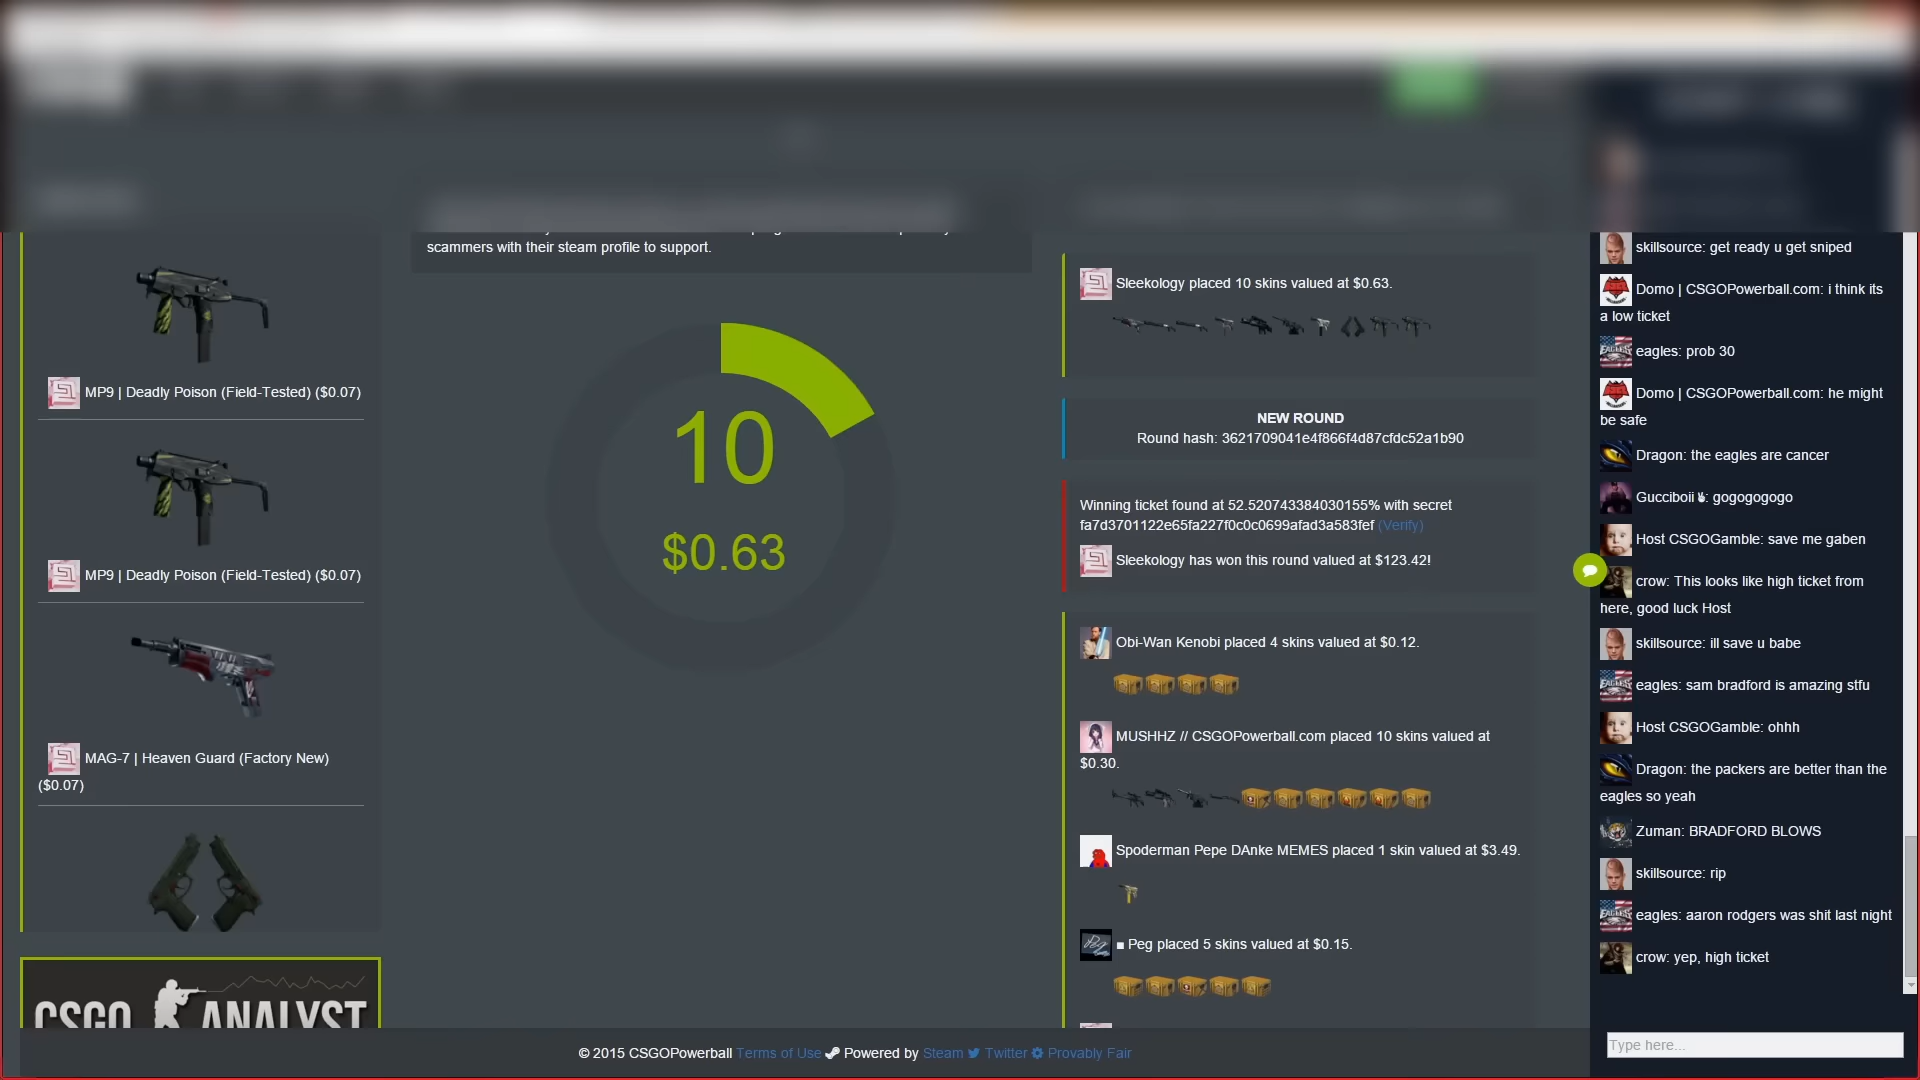 scammers with their steam profile to support.
MP9 | Deadly Poison (Field-Tested) ($0.07)
MP9 | Deadly Poison (Field-Tested) ($0.07)
MAG-7 | Heaven Guard (Factory New)
($0.07)
CSGO ANALYST
10
$0.63
Sleekology placed 10 skins valued at $0.63.
NEW ROUND
Round hash: 3621709041e4f866f4d87cfdc52a1b90
Winning ticket found at 52.520743384030155% with secret
fa7d3701122e65fa227f0c0c0699afad3a583fef (Verify)
Sleekology has won this round valued at $123.42!
Obi-Wan Kenobi placed 4 skins valued at $0.12.
MUSHHZ // CSGOPowerball.com placed 10 skins valued at
$0.30.
Spoderman Pepe DAnke MEMES placed 1 skin valued at $3.49.
■ Peg placed 5 skins valued at $0.15.
skillsource: get ready u get sniped
Domo | CSGOPowerball.com: i think its
a low ticket
eagles: prob 30
Domo | CSGOPowerball.com: he might
be safe
Dragon: the eagles are cancer
Gucciboii✌: gogogogogo
Host CSGOGamble: save me gaben
crow: This looks like high ticket from
here, good luck Host
skillsource: ill save u babe
eagles: sam bradford is amazing stfu
Host CSGOGamble: ohhh
Dragon: the packers are better than the
eagles so yeah
Zuman: BRADFORD BLOWS
skillsource: rip
eagles: aaron rodgers was shit last night
crow: yep, high ticket
Type here...
© 2015 CSGOPowerball Terms of Use Powered by Steam Twitter Provably Fair